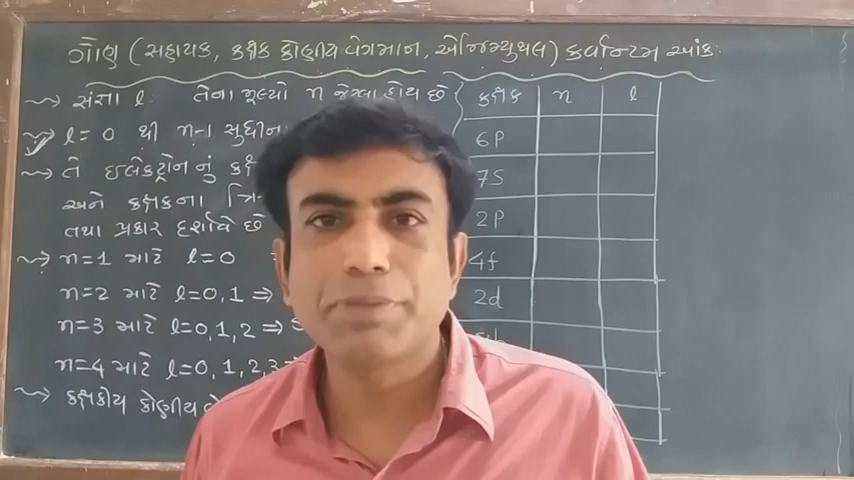 ગૌણ (સહાયક, કક્ષક કોણીય વેગમાન, એઝિમ્યુથલ) કવૉન્ટમ આંક:
સંજ્ઞા l. તેના મૂલ્યો n જેટલા હોય છે
l = 0 થી n-1 સુધીના
તે ઇલેક્ટ્રોન નું
અને કક્ષકના ત્રિ-
તથા પ્રકાર દર્શાવે છે
n=1 માટે l=0
n=2 માટે l=0,1 ⇒
n=3 માટે l=0,1,2 ⇒
n=4 માટે l=0,1,2,3 ⇒
કક્ષકીય કોણીય
કક્ષક n l
6p
7s
2p
4f
2d